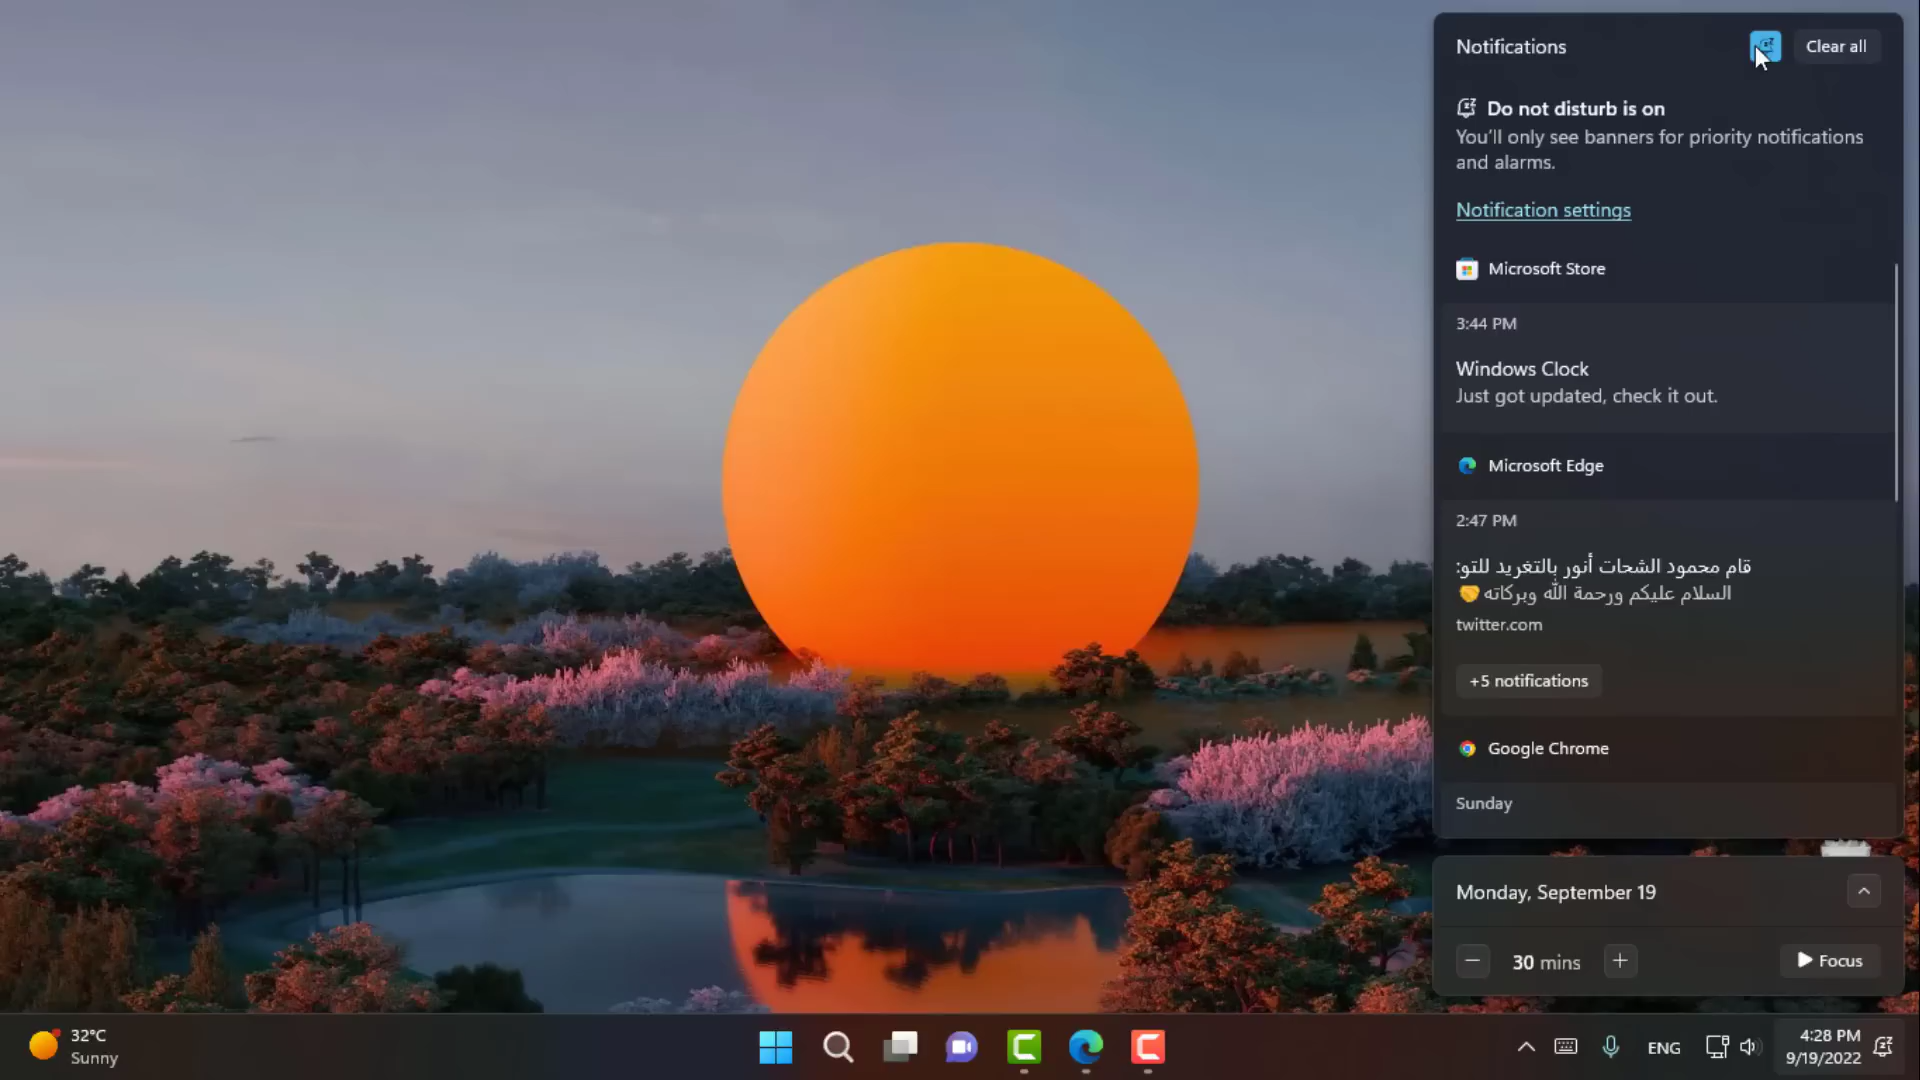 Notifications
Clear all
Do not disturb is on
You'll only see banners for priority notifications
and alarms.
Notification settings
Microsoft Store
3:44 PM
Windows Clock
Just got updated, check it out.
Microsoft Edge
2:47 PM
قام محمود الشحات أنور بالتغريد للتو:
السلام عليكم ورحمة الله وبركاته🤝
twitter.com
+5 notifications
Google Chrome
Sunday
Monday, September 19
30 mins
Focus
32°C
Sunny
ENG
4:28 PM
9/19/2022